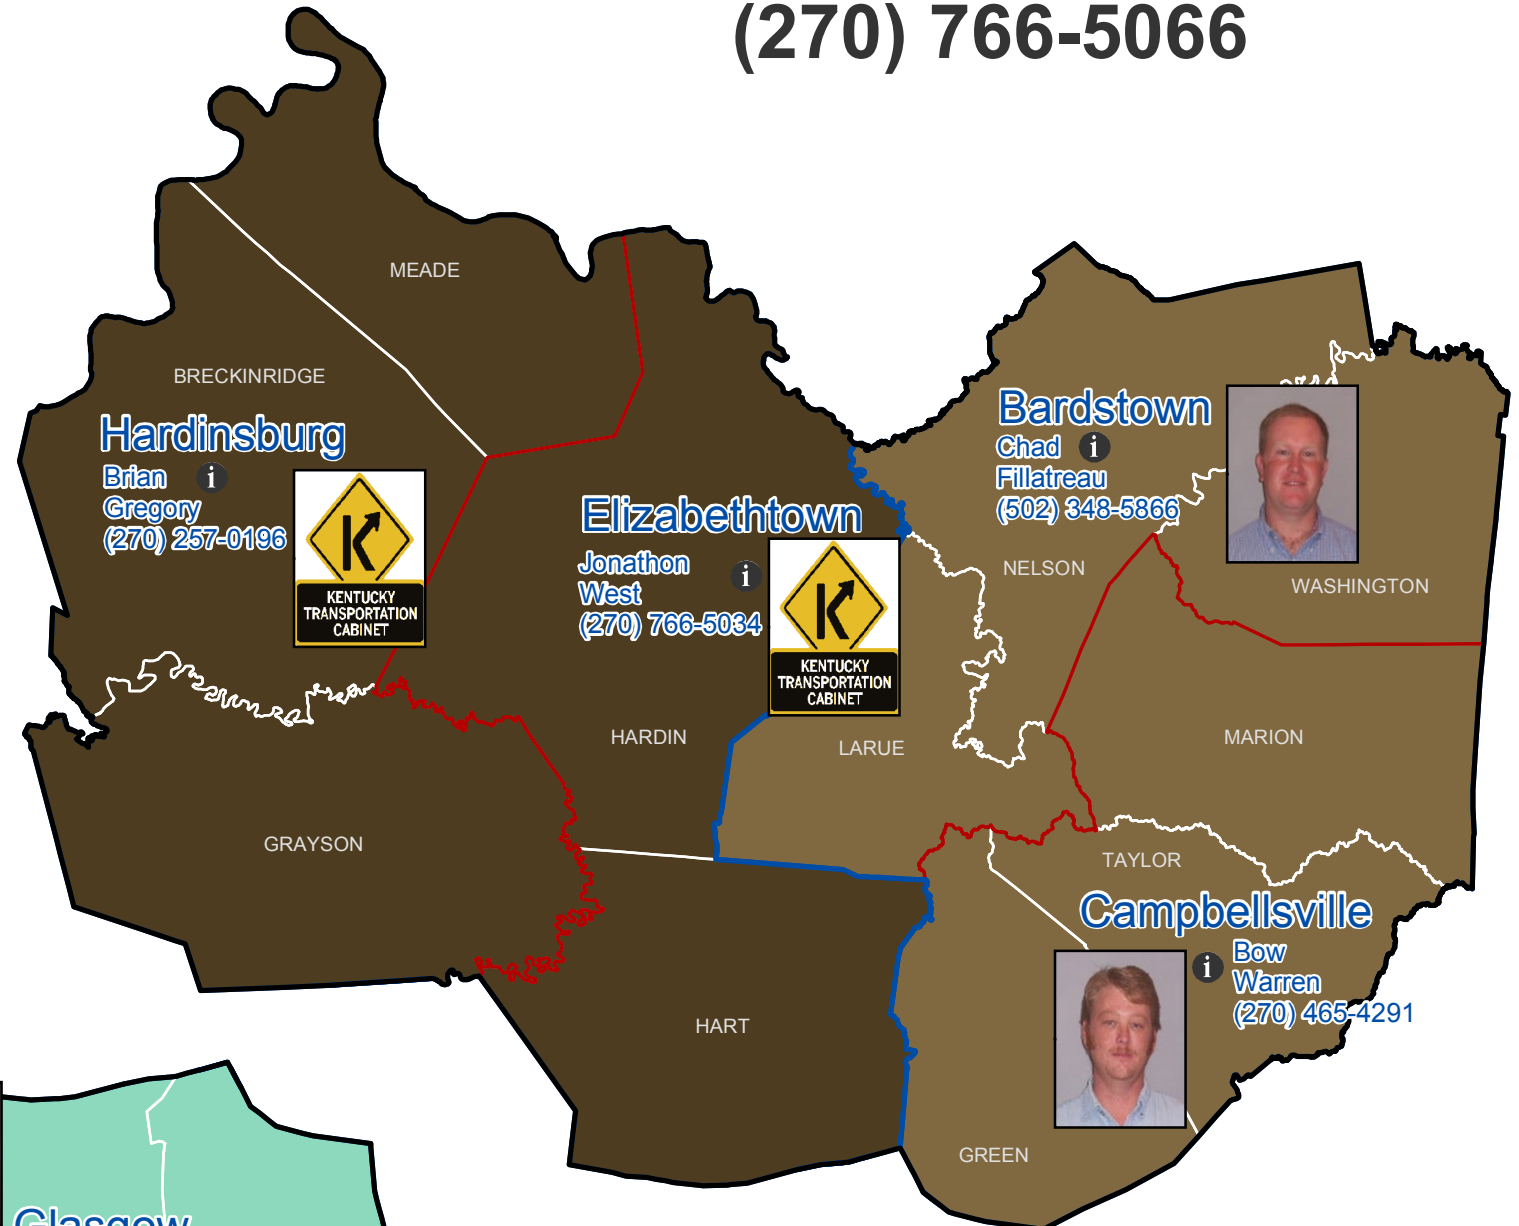 (270) 766-5066
MEADE
BRECKINRIDGE
Hardinsburg
Brian
i
Gregory
(270) 257-0196
KENTUCKY
TRANSPORTATION
CABINET
Elizabethtown
Jonathon
i
West
(270) 766-5034
KENTUCKY
TRANSPORTATION
CABINET
Bardstown
Chad
i
Fillatreau
(502) 348-5866
NELSON
WASHINGTON
HARDIN
LARUE
MARION
GRAYSON
TAYLOR
Campbellsville
i
Bow
Warren
(270) 465-4291
HART
GREEN
Glasgow